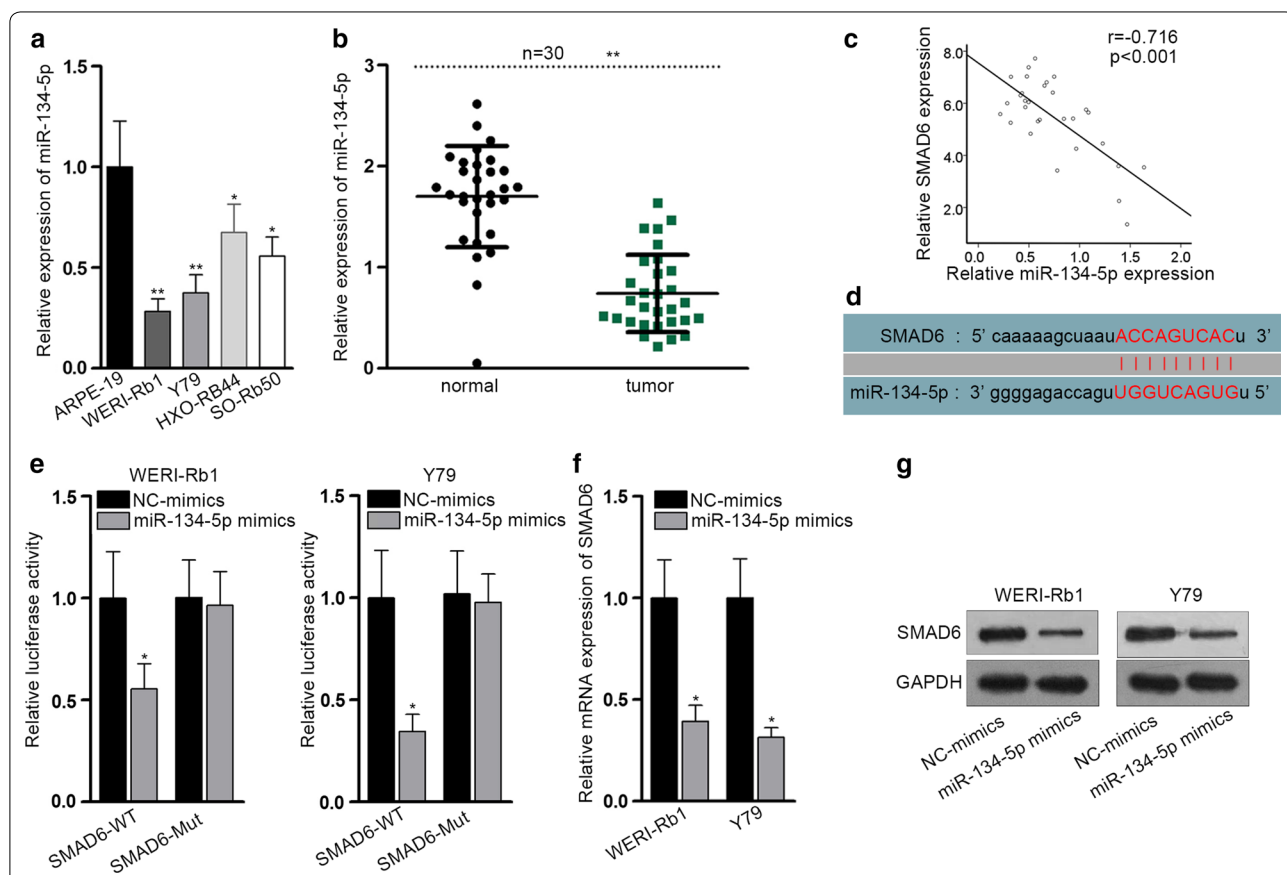 a
Relative expression of miR-134-5p
1.5
1.0
0.5
0.0
**
**
*
*
ARPE-19
WERI-Rb1
Y79
HXO-RB44
SO-Rb50
b
Relative expression of miR-134-5p
n=30 **
3
2
1
0
normal tumor
c
r=-0.716
p<0.001
Relative SMAD6 expression
8.0
6.0
4.0
2.0
0.0 0.5 1.0 1.5 2.0
Relative miR-134-5p expression
d
SMAD6 : 5’ caaaaagcuaauACCAGUCACu 3’
miR-134-5p : 3’ ggggagaccaguUGGUCAGUGu 5’
e
WERI-Rb1
Relative luciferase activity
1.5
1.0
0.5
0.0
NC-mimics
miR-134-5p mimics
*
SMAD6-WT
SMAD6-Mut
Y79
Relative luciferase activity
1.5
1.0
0.5
0.0
NC-mimics
miR-134-5p mimics
*
SMAD6-WT
SMAD6-Mut
f
Relative mRNA expression of SMAD6
1.5
1.0
0.5
0.0
NC-mimics
miR-134-5p mimics
*
*
WERI-Rb1
Y79
g
WERI-Rb1 Y79
SMAD6
GAPDH
NC-mimics
miR-134-5p mimics
NC-mimics
miR-134-5p mimics